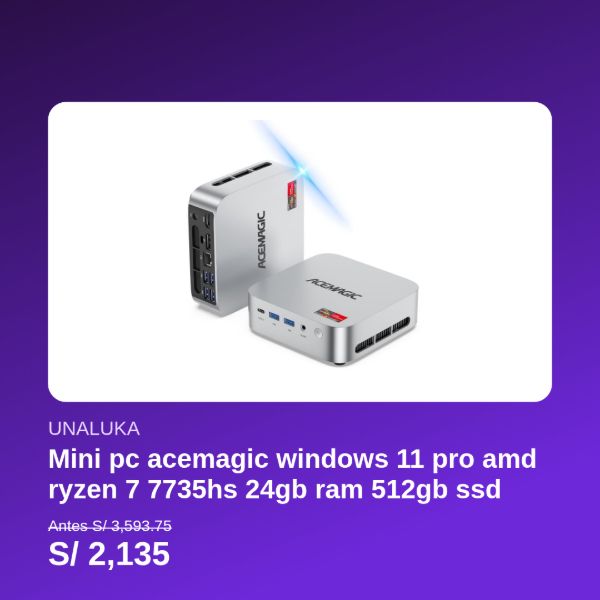 ACEMAGIC
ACEMAGIC
UNALUKA
Mini pc acemagic windows 11 pro amd
ryzen 7 7735hs 24gb ram 512gb ssd
Antes S/ 3,593.75
S/ 2,135